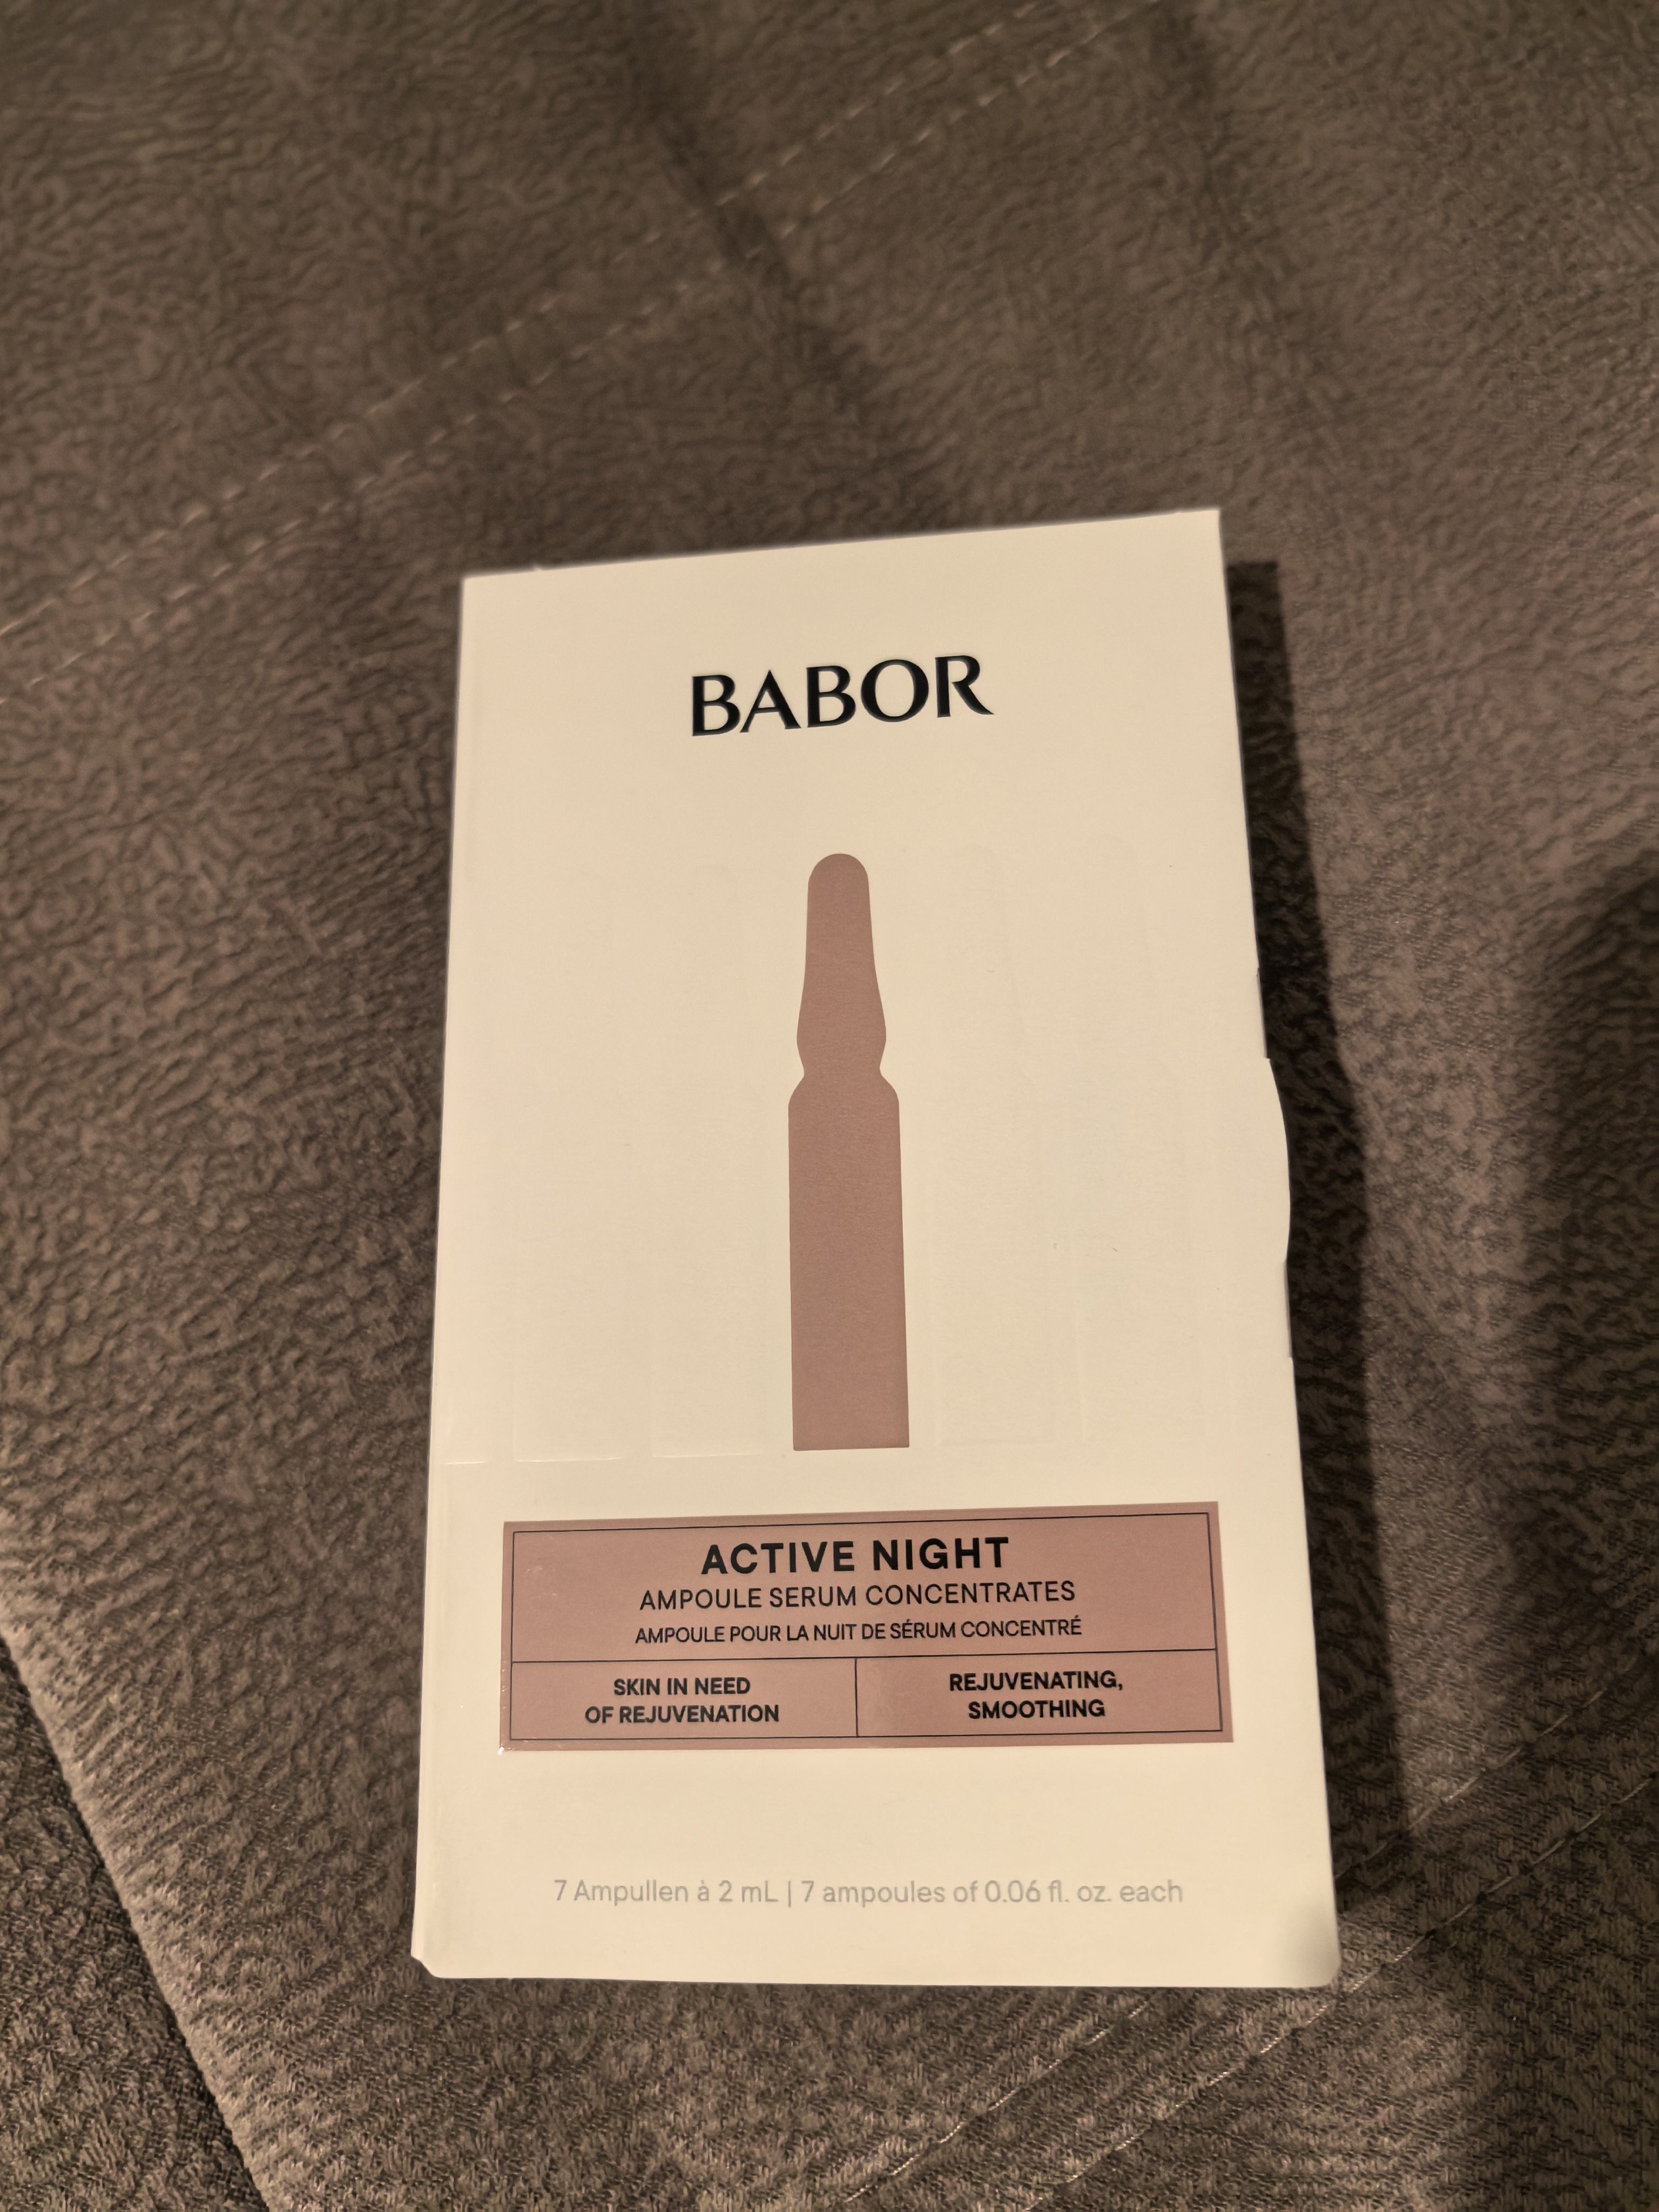 BABOR
ACTIVE NIGHT
AMPOULE SERUM CONCENTRATES
AMPOULE POUR LA NUIT DE SÉRUM CONCENTRÉ
SKIN IN NEED
OF REJUVENATION
REJUVENATING,
SMOOTHING
7 Ampullen à 2 mL | 7 ampoules of 0.06 fl. oz. each